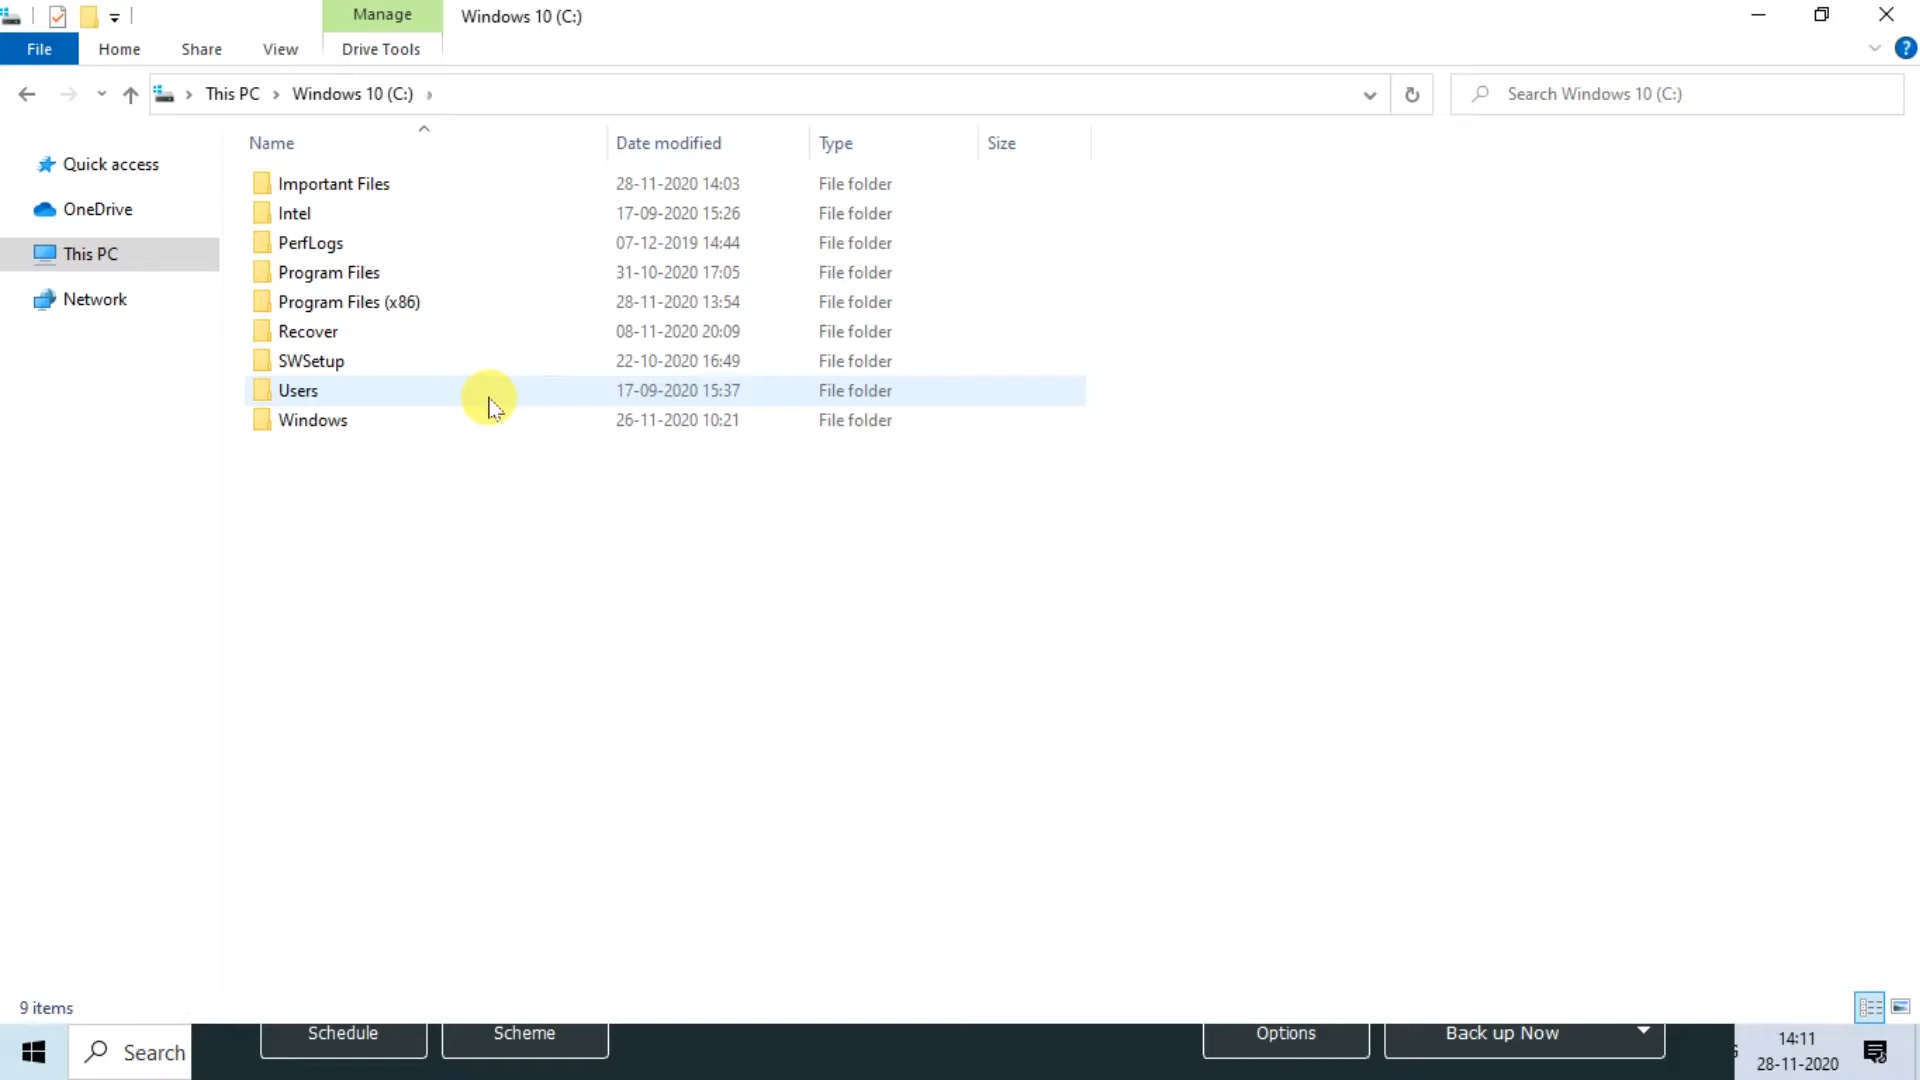 Manage
Windows 10 (C:)
File
Home
Share
View
Drive Tools
?
This PC
Windows 10 (C:)
Search Windows 10 (C:)
Quick access
OneDrive
This PC
Network
Name
Date modified
Type
Size
Important Files 28-11-2020 14:03 File folder
Intel 17-09-2020 15:26 File folder
PerfLogs 07-12-2019 14:44 File folder
Program Files 31-10-2020 17:05 File folder
Program Files (x86) 28-11-2020 13:54 File folder
Recover 08-11-2020 20:09 File folder
SWSetup 22-10-2020 16:49 File folder
Users 17-09-2020 15:37 File folder
Windows 26-11-2020 10:21 File folder
9 items
Schedule
Scheme
Options
Back up Now
Search
14:11
28-11-2020